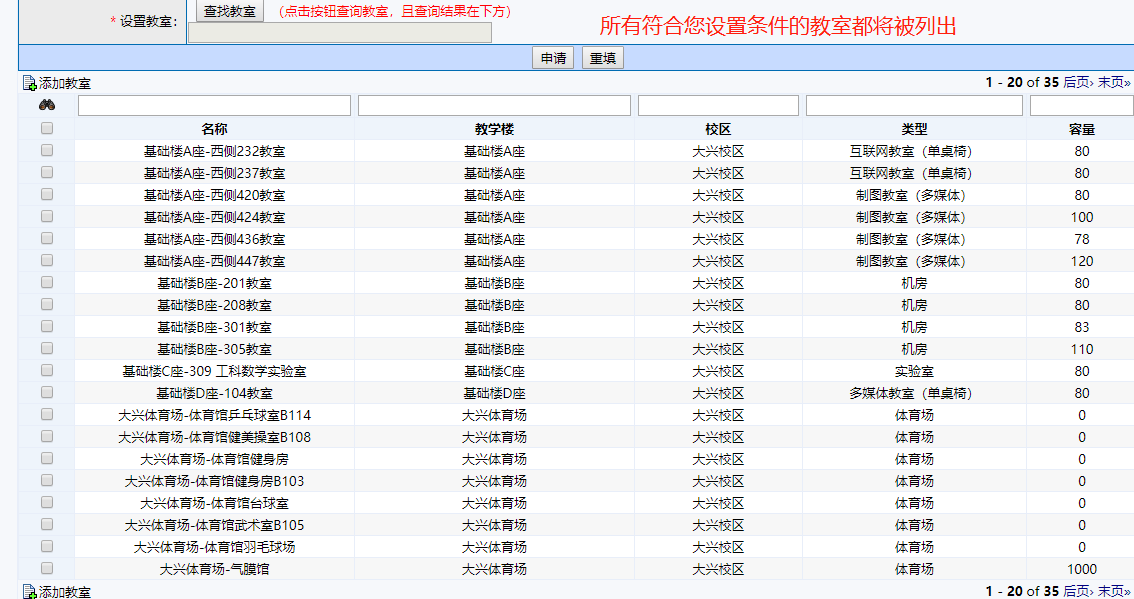 查找教室 （点击按钮查询教室，且查询结果在下方）
* 设置教室：
所有符合您设置条件的教室都将被列出
申请 重填
添加教室 1 - 20 of 35 后页› 末页»
名称 教学楼 校区 类型 容量
基础楼A座-西侧232教室 基础楼A座 大兴校区 互联网教室（单桌椅） 80
基础楼A座-西侧237教室 基础楼A座 大兴校区 互联网教室（单桌椅） 80
基础楼A座-西侧420教室 基础楼A座 大兴校区 制图教室（多媒体） 80
基础楼A座-西侧424教室 基础楼A座 大兴校区 制图教室（多媒体） 100
基础楼A座-西侧436教室 基础楼A座 大兴校区 制图教室（多媒体） 78
基础楼A座-西侧447教室 基础楼A座 大兴校区 制图教室（多媒体） 120
基础楼B座-201教室 基础楼B座 大兴校区 机房 80
基础楼B座-208教室 基础楼B座 大兴校区 机房 80
基础楼B座-301教室 基础楼B座 大兴校区 机房 83
基础楼B座-305教室 基础楼B座 大兴校区 机房 110
基础楼C座-309 工科数学实验室 基础楼C座 大兴校区 实验室 80
基础楼D座-104教室 基础楼D座 大兴校区 多媒体教室（单桌椅） 80
大兴体育场-体育馆乒乓球室B114 大兴体育场 大兴校区 体育场 0
大兴体育场-体育馆健美操室B108 大兴体育场 大兴校区 体育场 0
大兴体育场-体育馆健身房 大兴体育场 大兴校区 体育场 0
大兴体育场-体育馆健身房B103 大兴体育场 大兴校区 体育场 0
大兴体育场-体育馆台球室 大兴体育场 大兴校区 体育场 0
大兴体育场-体育馆武术室B105 大兴体育场 大兴校区 体育场 0
大兴体育场-体育馆羽毛球场 大兴体育场 大兴校区 体育场 0
大兴体育场-气膜馆 大兴体育场 大兴校区 体育场 1000
添加教室 1 - 20 of 35 后页› 末页»